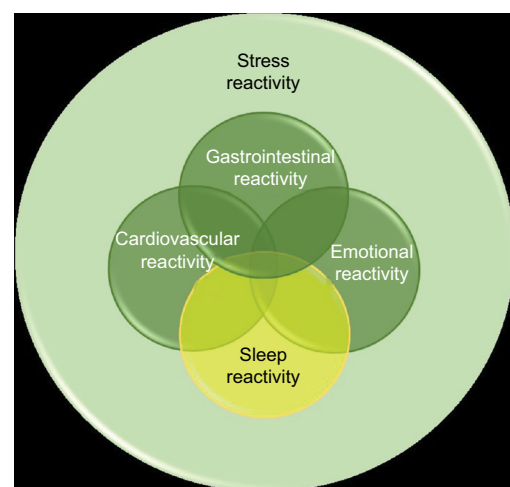 Stress
reactivity
Gastrointestinal
reactivity
Cardiovascular
reactivity
Emotional
reactivity
Sleep
reactivity